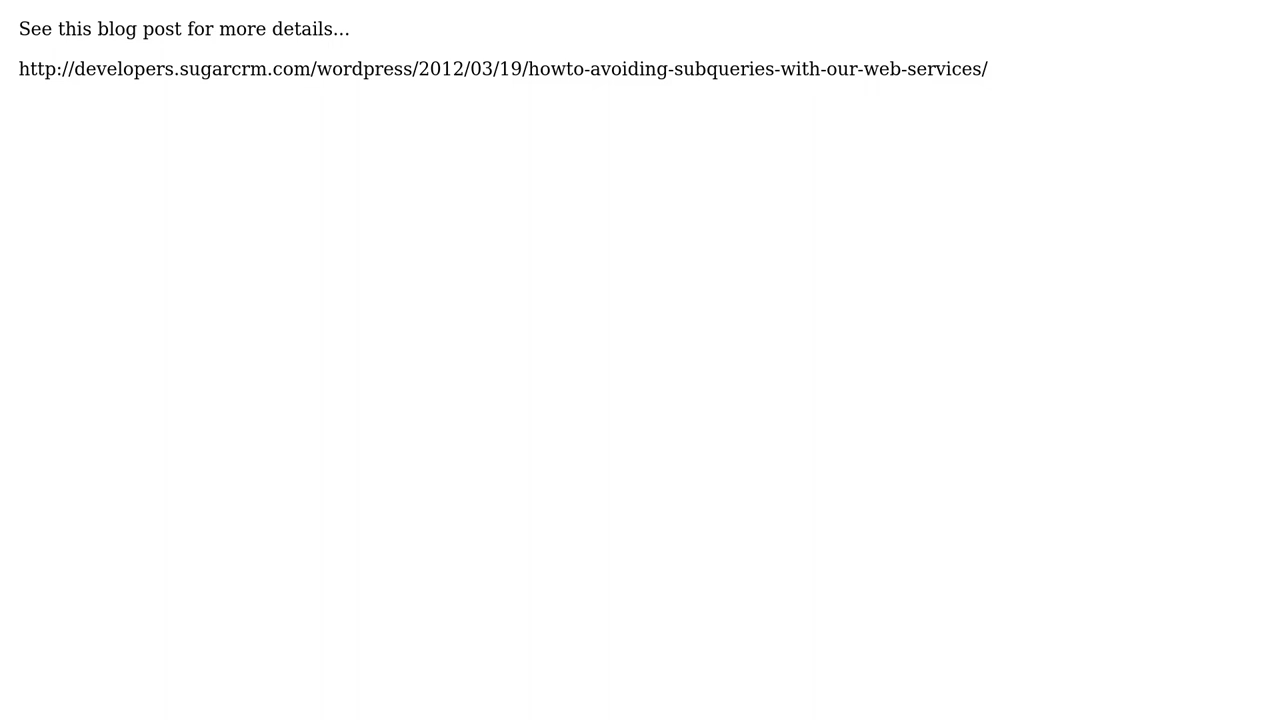 See this blog post for more details...
http://developers.sugarcrm.com/wordpress/2012/03/19/howto-avoiding-subqueries-with-our-web-services/